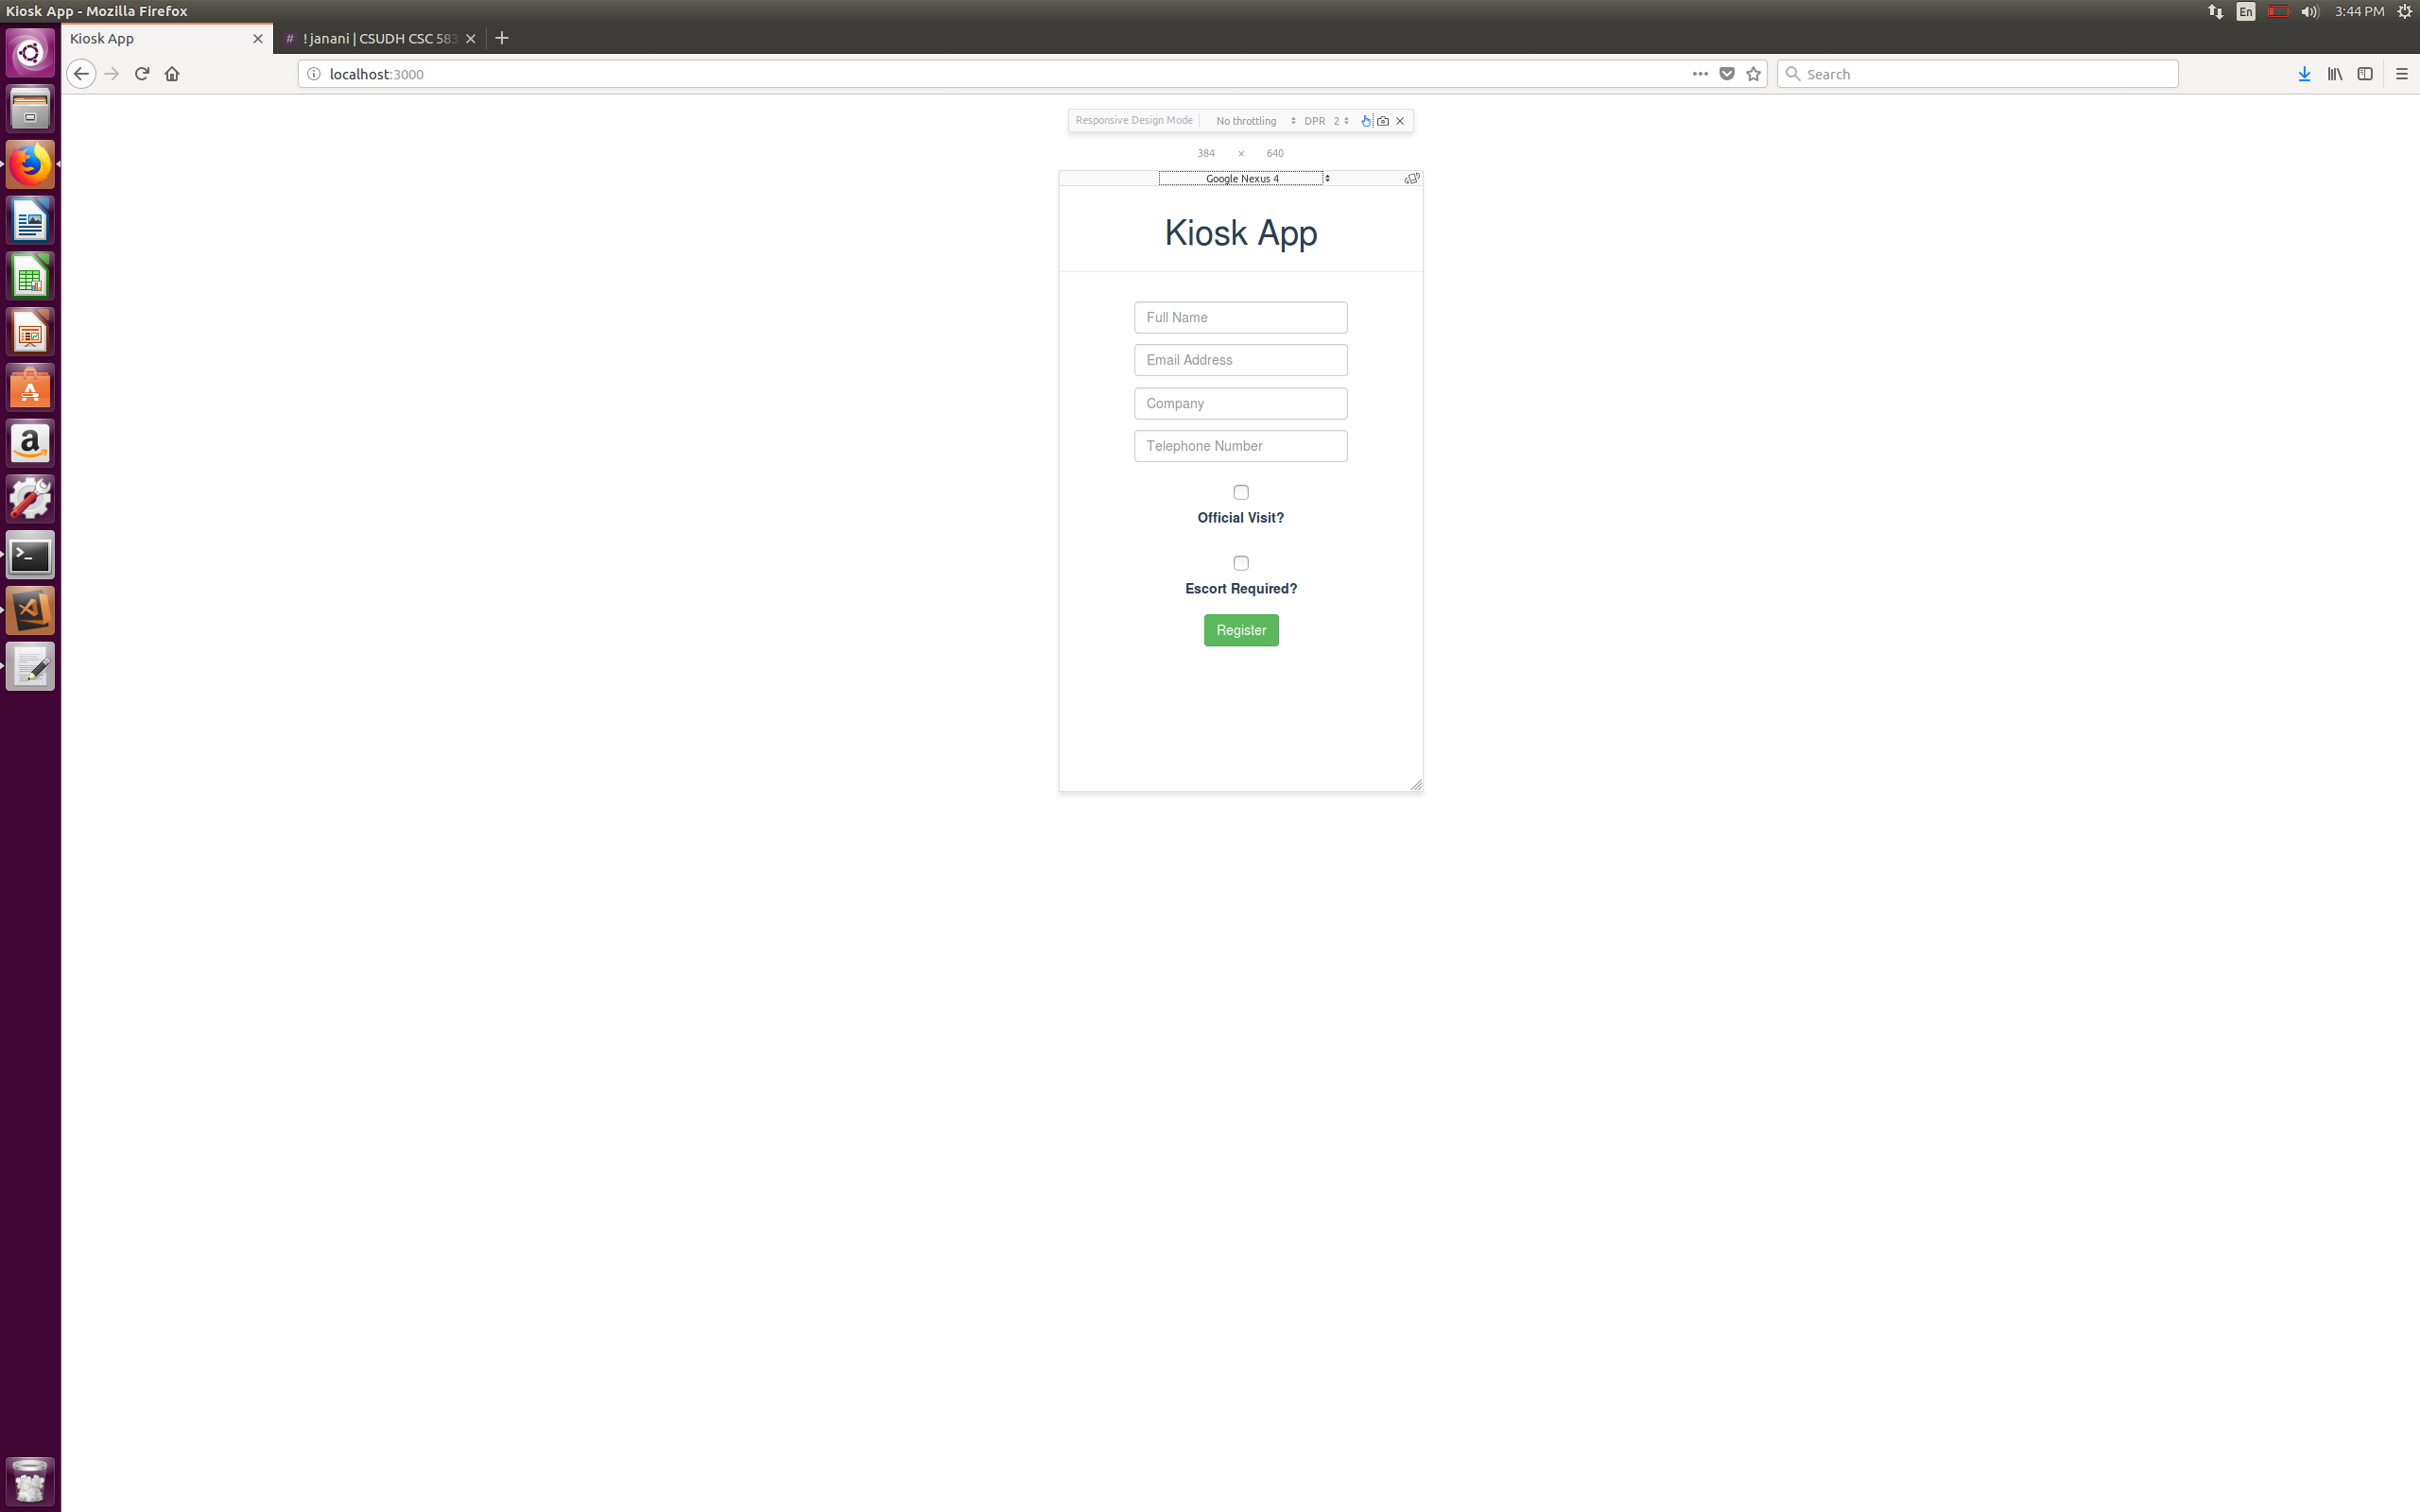 Kiosk App - Mozilla Firefox
En
3:44 PM
Kiosk App
# ! janani | CSUDH CSC 583
localhost:3000
Search
Responsive Design Mode
No throttling
DPR 2
384 × 640
Google Nexus 4
Kiosk App
Full Name
Email Address
Company
Telephone Number
Official Visit?
Escort Required?
Register